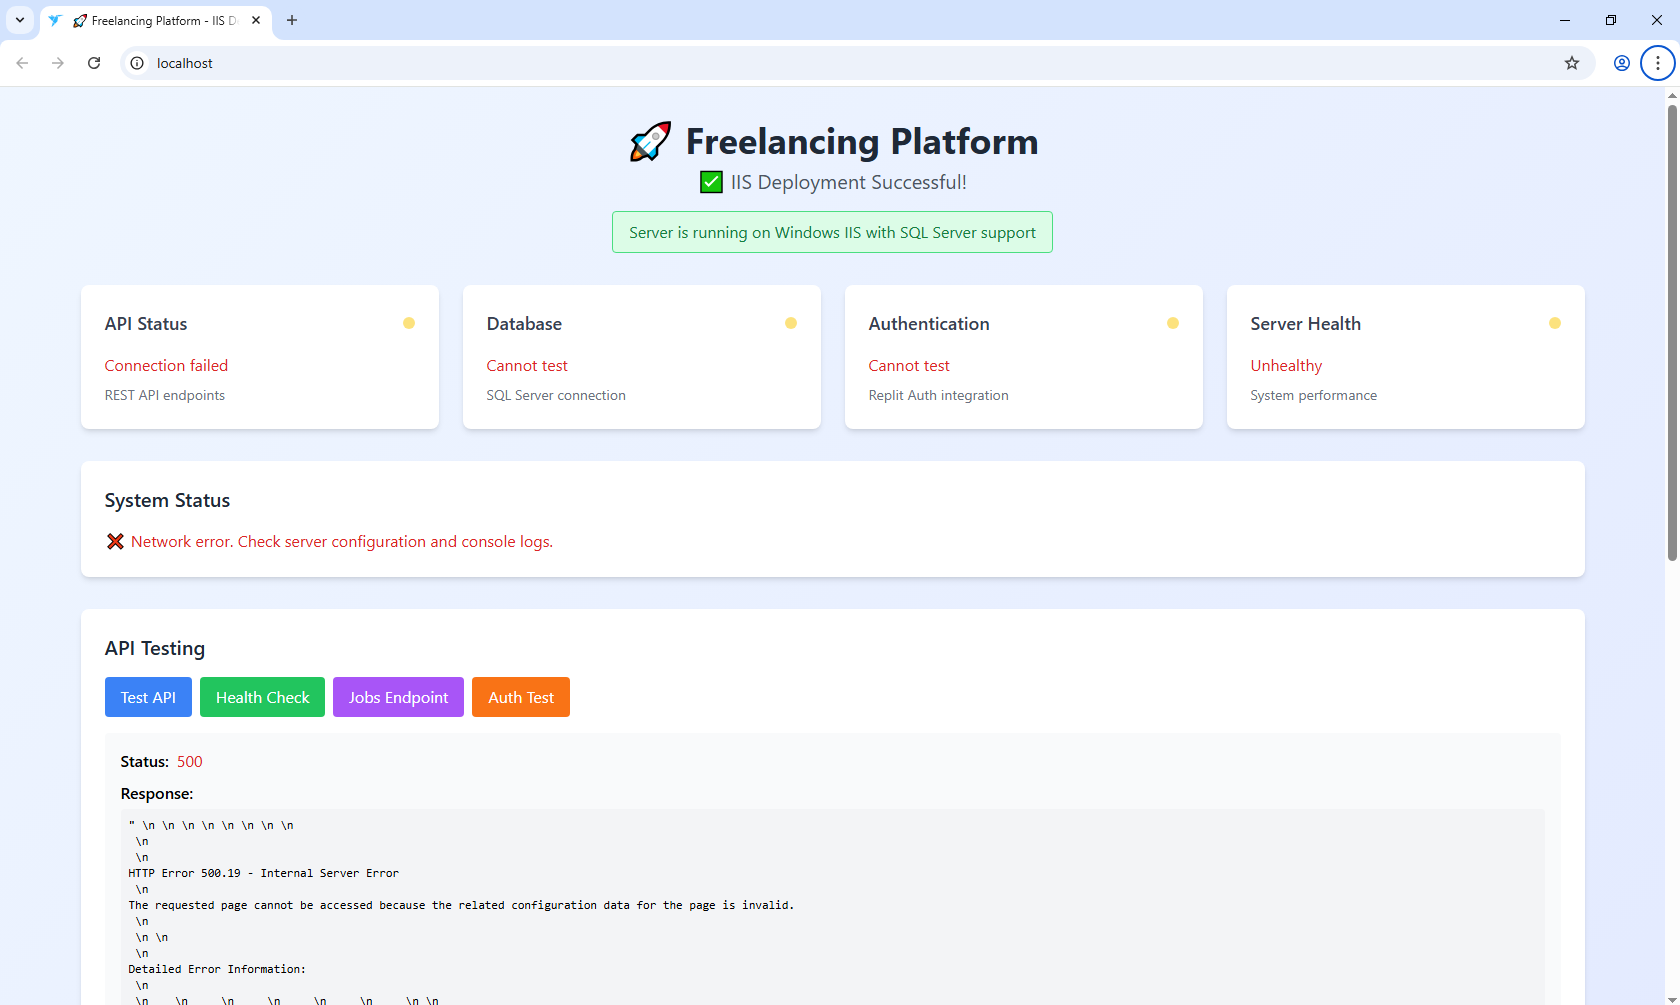 Freelancing Platform - IIS D
localhost
Freelancing Platform
IIS Deployment Successful!
Server is running on Windows IIS with SQL Server support
API Status
Connection failed
REST API endpoints
Database
Cannot test
SQL Server connection
Authentication
Cannot test
Replit Auth integration
Server Health
Unhealthy
System performance
System Status
Network error. Check server configuration and console logs.
API Testing
Test API
Health Check
Jobs Endpoint
Auth Test
Status: 500
Response:
" \n \n \n \n \n \n \n \n
\n
\n
HTTP Error 500.19 - Internal Server Error
\n
The requested page cannot be accessed because the related configuration data for the page is invalid.
\n
\n \n
\n
Detailed Error Information:
\n
\n \n \n \n \n \n \n \n